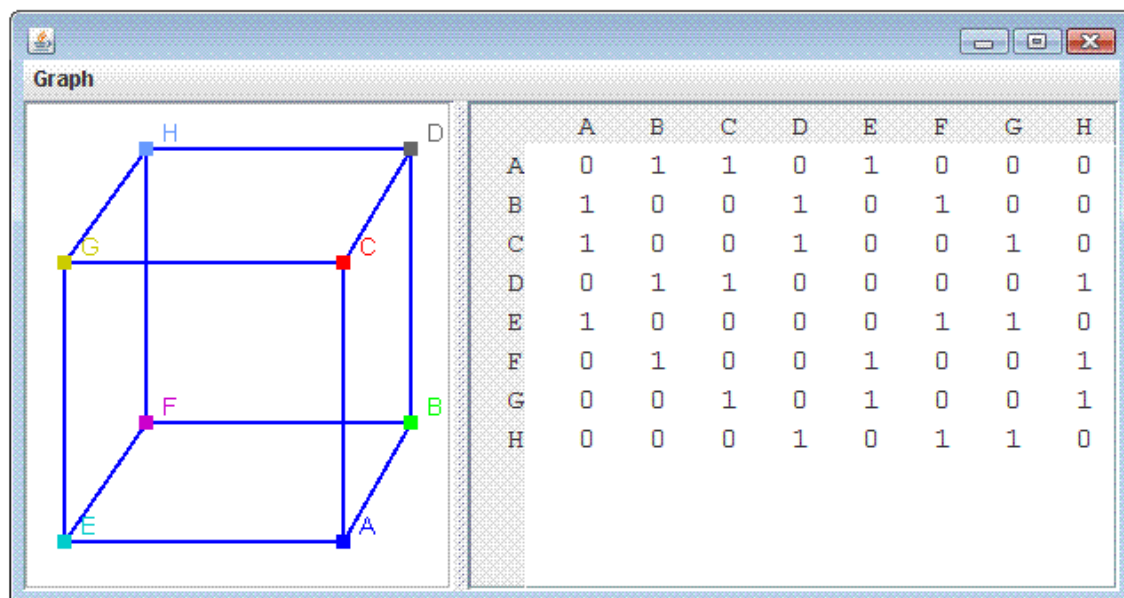 Graph
H D
G C
F B
E A
A B C D E F G H
A 0 1 1 0 1 0 0 0
B 1 0 0 1 0 1 0 0
C 1 0 0 1 0 0 1 0
D 0 1 1 0 0 0 0 1
E 1 0 0 0 0 1 1 0
F 0 1 0 0 1 0 0 1
G 0 0 1 0 1 0 0 1
H 0 0 0 1 0 1 1 0